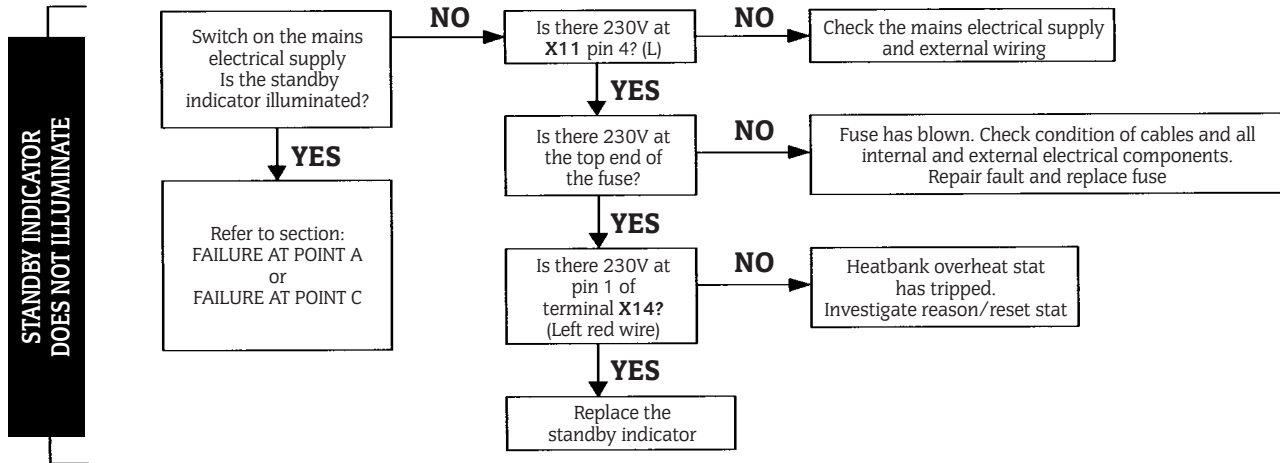 STANDBY INDICATOR
DOES NOT ILLUMINATE
Switch on the mains
electrical supply
Is the standby
indicator illuminated?
NO
Is there 230V at
X11 pin 4? (L)
NO
Check the mains electrical supply
and external wiring
YES
YES
Is there 230V at
the top end of
the fuse?
NO
Fuse has blown. Check condition of cables and all
internal and external electrical components.
Repair fault and replace fuse
Refer to section:
FAILURE AT POINT A
or
FAILURE AT POINT C
YES
Is there 230V at
pin 1 of
terminal X14?
(Left red wire)
NO
Heatbank overheat stat
has tripped.
Investigate reason/reset stat
YES
Replace the
standby indicator